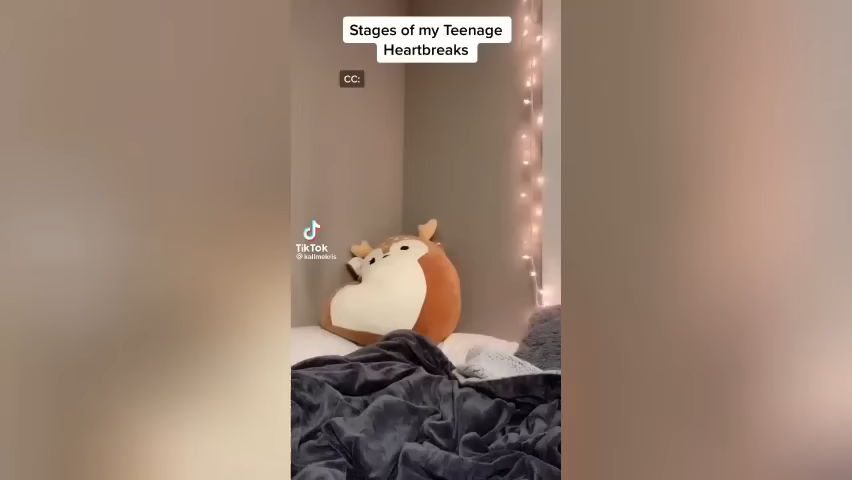 Stages of my Teenage
Heartbreaks
CC:
TikTok
@kallmekris